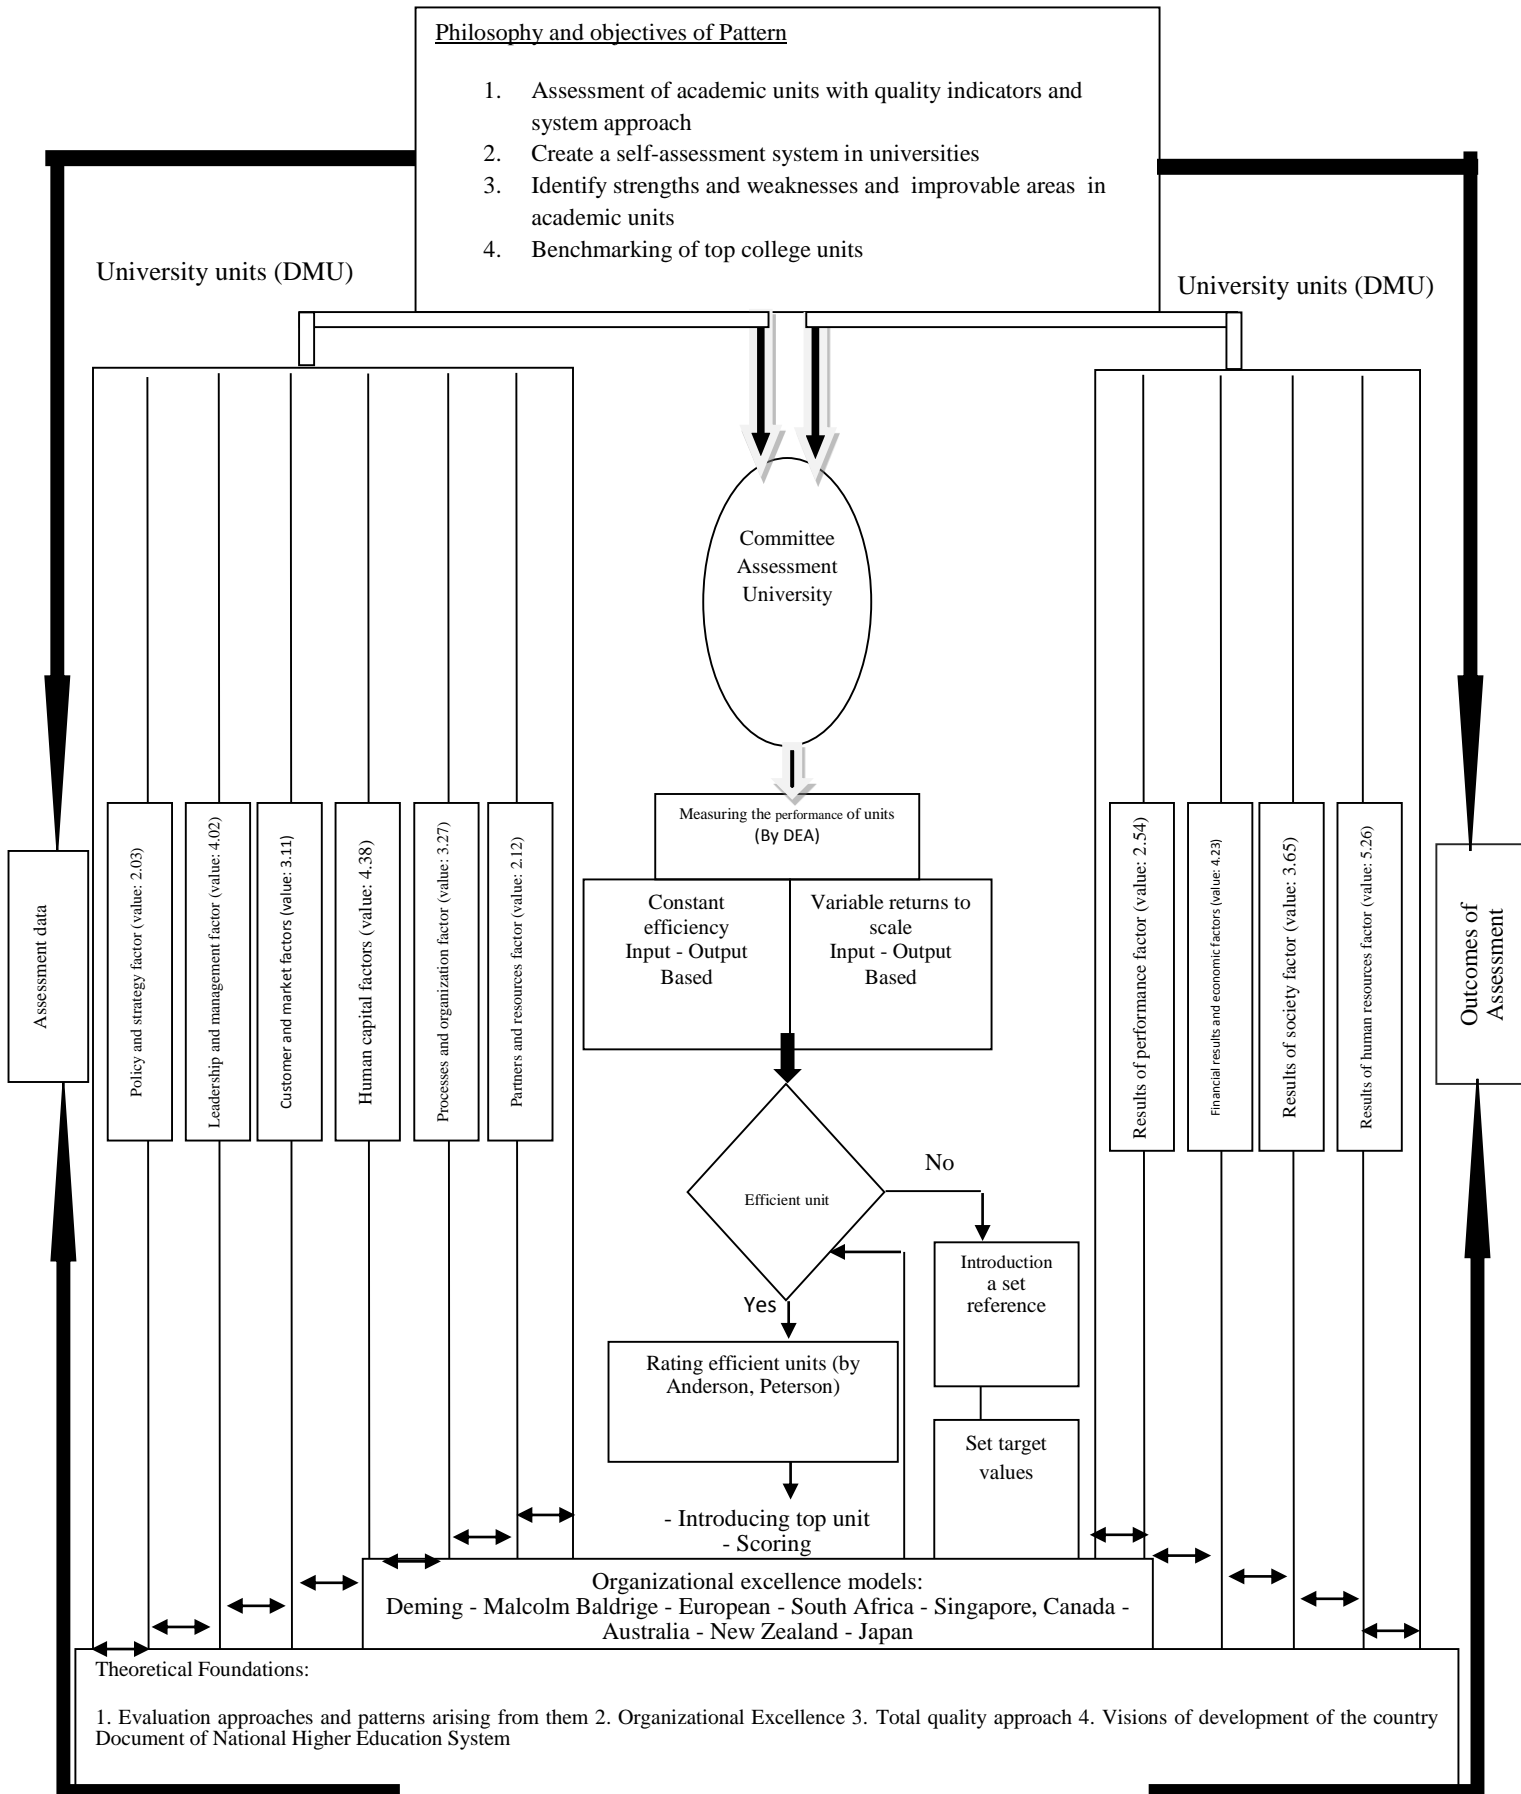 Philosophy and objectives of Pattern
1. Assessment of academic units with quality indicators and
system approach
2. Create a self-assessment system in universities
3. Identify strengths and weaknesses and improvable areas in
academic units
4. Benchmarking of top college units
University units (DMU)
University units (DMU)
Committee
Assessment
University
Measuring the performance of units
(By DEA)
Constant
efficiency
Input - Output
Based
Variable returns to
scale
Input - Output
Based
Assessment data
Policy and strategy factor (value: 2.03)
Leadership and management factor (value: 4.02)
Customer and market factors (value: 3.11)
Human capital factors (value: 4.38)
Processes and organization factor (value: 3.27)
Partners and resources factor (value: 2.12)
Results of performance factor (value: 2.54)
Financial results and economic factors (value: 4.23)
Results of society factor (value: 3.65)
Results of human resources factor (value: 5.26)
Outcomes of
Assessment
Efficient unit
No
Yes
Introduction
a set
reference
Rating efficient units (by
Anderson, Peterson)
Set target
values
- Introducing top unit
- Scoring
Organizational excellence models:
Deming - Malcolm Baldrige - European - South Africa - Singapore, Canada -
Australia - New Zealand - Japan
Theoretical Foundations:
1. Evaluation approaches and patterns arising from them 2. Organizational Excellence 3. Total quality approach 4. Visions of development of the country
Document of National Higher Education System